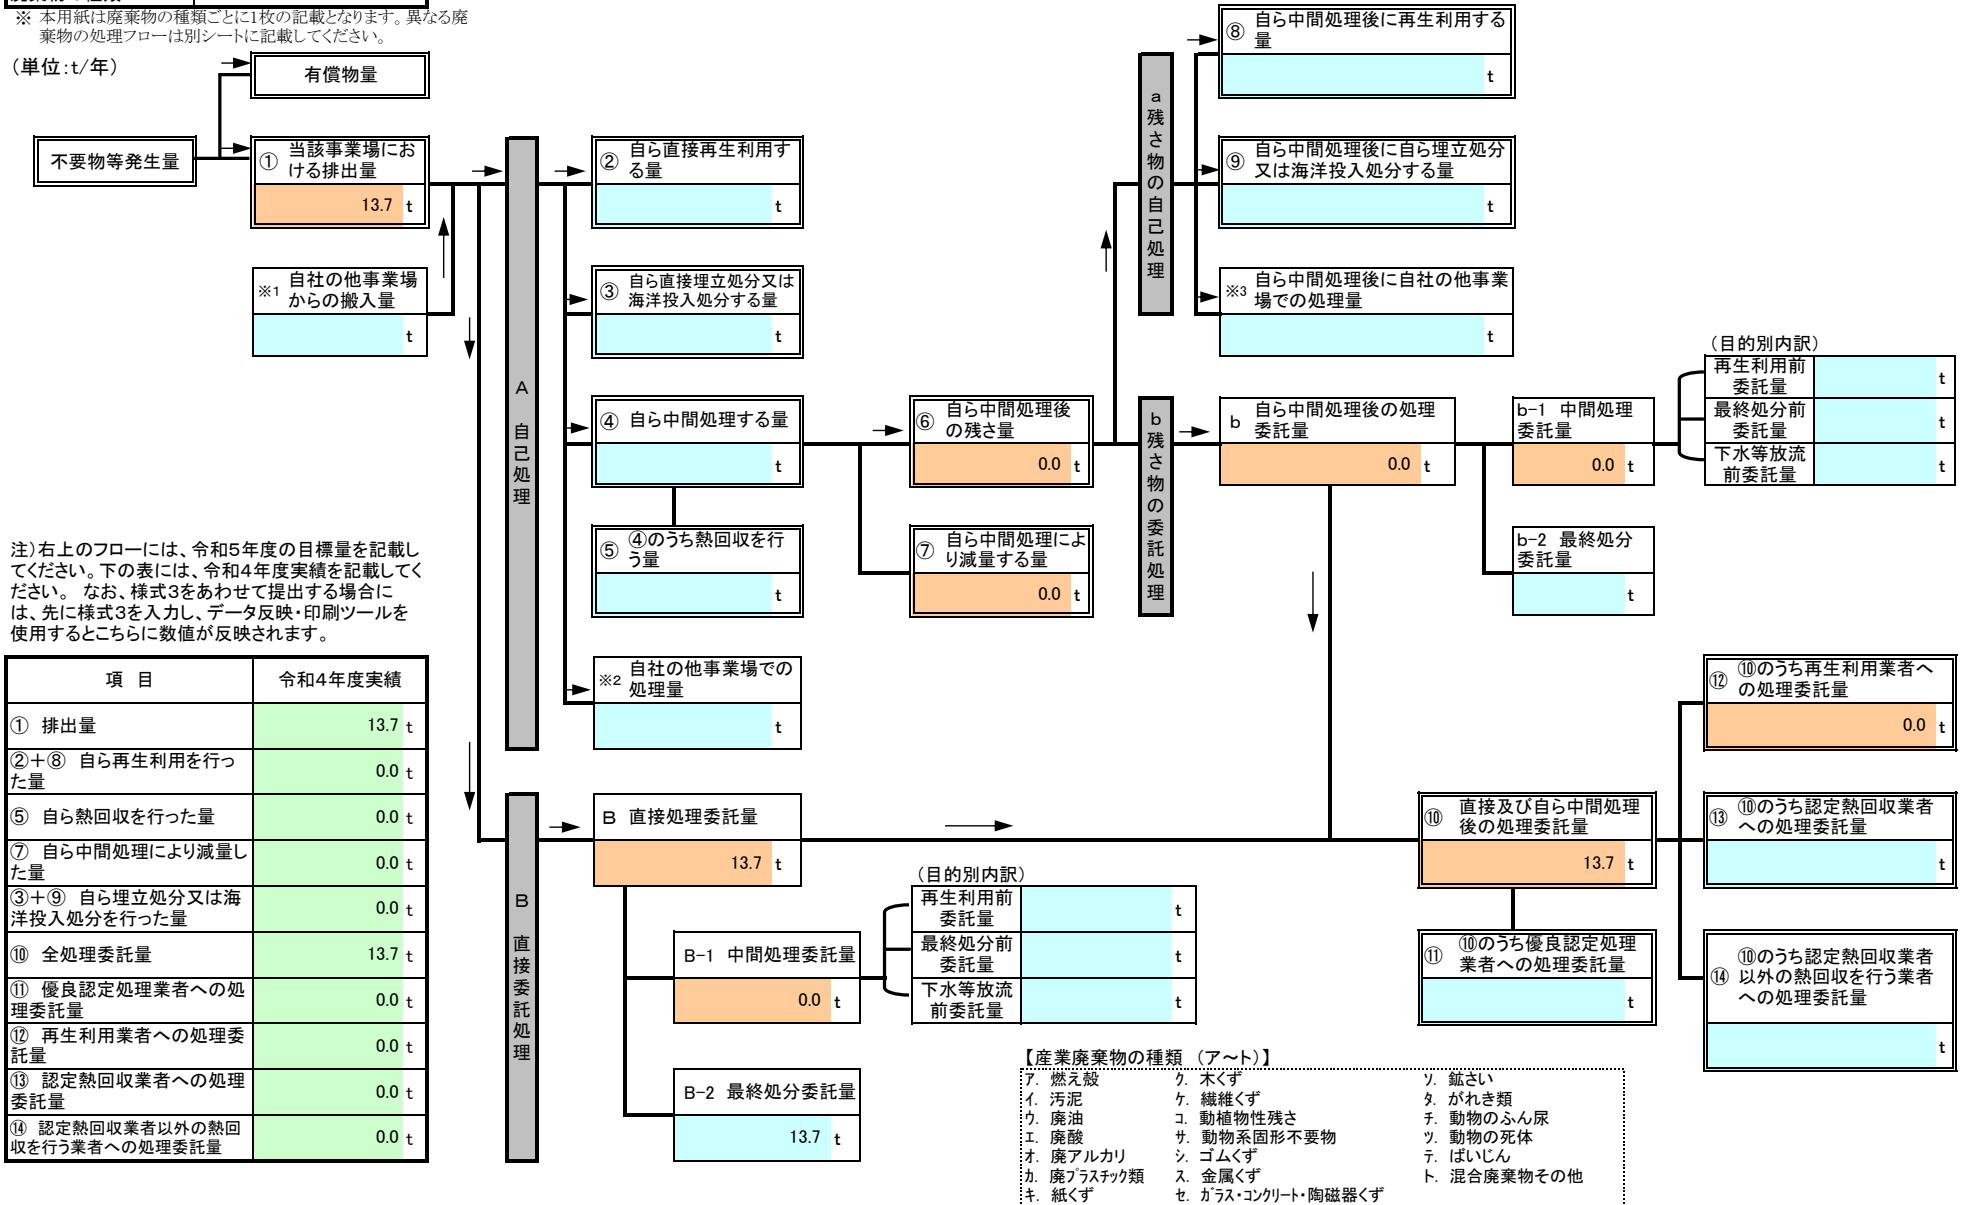 ※ 本用紙は廃棄物の種類ごとに1枚の記載となります。異なる廃
棄物の処理フローは別シートに記載してください。
（単位：t/年）
有償物量
不要物等発生量
① 当該事業場にお
ける排出量
13.7 t
※1 自社の他事業場
からの搬入量
t
A 自己処理
② 自ら直接再生利用す
る量
t
③ 自ら直接埋立処分又は
海洋投入処分する量
t
④ 自ら中間処理する量
t
⑤ ④のうち熱回収を行
う量
t
※2 自社の他事業場での
処理量
t
⑥ 自ら中間処理後
の残さ量
0.0 t
⑦ 自ら中間処理によ
り減量する量
0.0 t
a 残さ物の自己処理
⑧ 自ら中間処理後に再生利用する
量
t
⑨ 自ら中間処理後に自ら埋立処分
又は海洋投入処分する量
t
※3 自ら中間処理後に自社の他事業
場での処理量
t
b 残さ物の委託処理
b 自ら中間処理後の処理
委託量
0.0 t
b-1 中間処理
委託量
0.0 t
（目的別内訳）
再生利用前
委託量
t
最終処分前
委託量
t
下水等放流
前委託量
t
b-2 最終処分
委託量
t
注）右上のフローには、令和5年度の目標量を記載し
てください。下の表には、令和4年度実績を記載してく
ださい。 なお、様式3をあわせて提出する場合に
は、先に様式3を入力し、データ反映・印刷ツールを
使用するとこちらに数値が反映されます。
項 目 令和4年度実績
① 排出量 13.7 t
②＋⑧ 自ら再生利用を行っ
た量 0.0 t
⑤ 自ら熱回収を行った量 0.0 t
⑦ 自ら中間処理により減量し
た量 0.0 t
③＋⑨ 自ら埋立処分又は海
洋投入処分を行った量 0.0 t
⑩ 全処理委託量 13.7 t
⑪ 優良認定処理業者への処
理委託量 0.0 t
⑫ 再生利用業者への処理委
託量 0.0 t
⑬ 認定熱回収業者への処理
委託量 0.0 t
⑭ 認定熱回収業者以外の熱回
収を行う業者への処理委託量 0.0 t
B 直接委託処理
B 直接処理委託量
13.7 t
B-1 中間処理委託量
0.0 t
（目的別内訳）
再生利用前
委託量
t
最終処分前
委託量
t
下水等放流
前委託量
t
B-2 最終処分委託量
13.7 t
⑩ 直接及び自ら中間処理
後の処理委託量
13.7 t
⑪ ⑩のうち優良認定処理
業者への処理委託量
t
⑫ ⑩のうち再生利用業者へ
の処理委託量
0.0 t
⑬ ⑩のうち認定熱回収業者
への処理委託量
t
⑭ ⑩のうち認定熱回収業者
以外の熱回収を行う業者
への処理委託量
t
【産業廃棄物の種類 （ア～ト）】
ア. 燃え殻 ク. 木くず ソ. 鉱さい
イ. 汚泥 ケ. 繊維くず タ. がれき類
ウ. 廃油 コ. 動植物性残さ チ. 動物のふん尿
エ. 廃酸 サ. 動物系固形不要物 ツ. 動物の死体
オ. 廃アルカリ シ. ゴムくず テ. ばいじん
カ. 廃プラスチック類 ス. 金属くず ト. 混合廃棄物その他
キ. 紙くず セ. ガラス・コンクリート・陶磁器くず